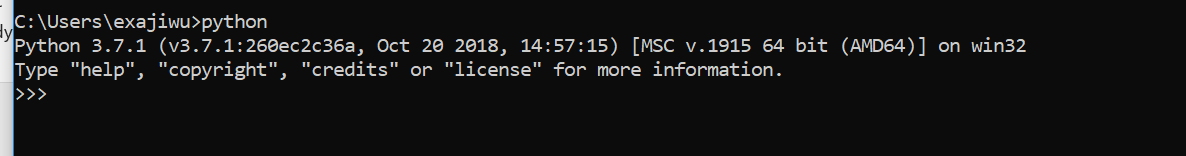 dy
C:\Users\exajiwu>python
Python 3.7.1 (v3.7.1:260ec2c36a, Oct 20 2018, 14:57:15) [MSC v.1915 64 bit (AMD64)] on win32
Type "help", "copyright", "credits" or "license" for more information.
>>>